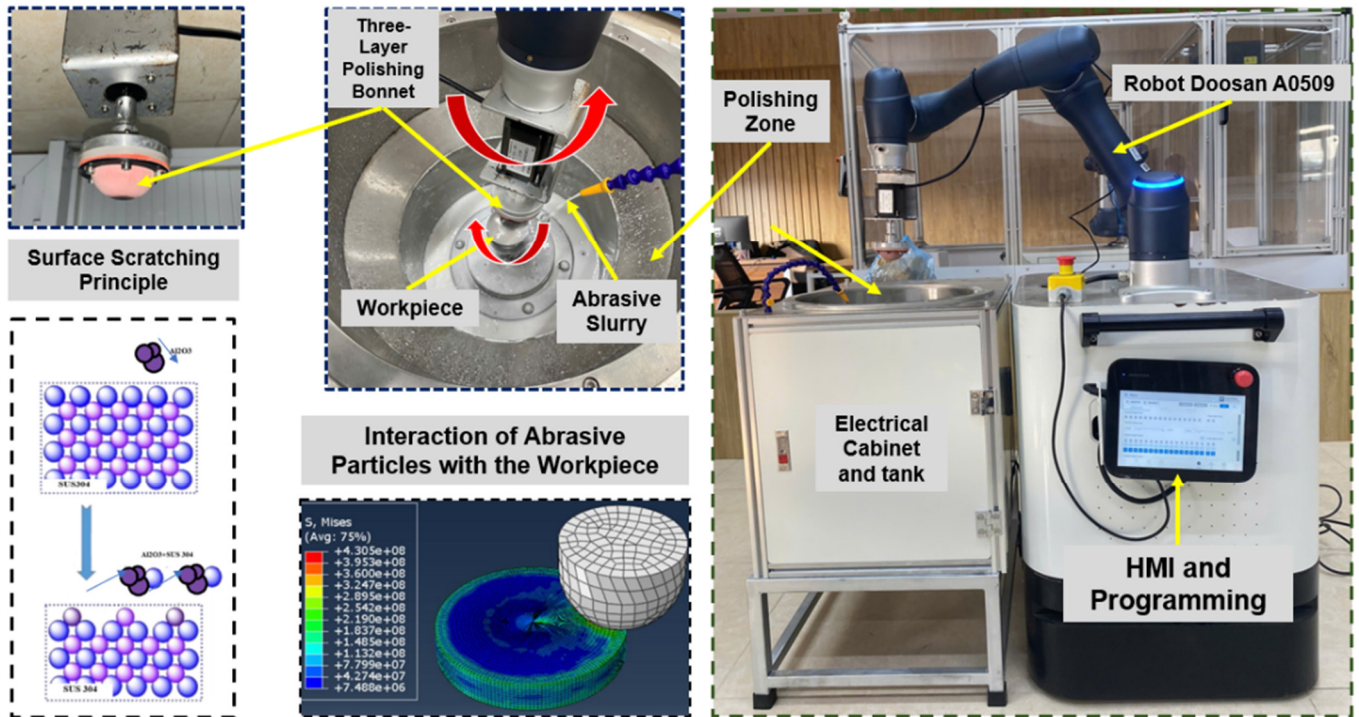 Three-
Layer
Polishing
Bonnet
Polishing
Zone
Robot Doosan A0509
Surface Scratching
Principle
Workpiece
Abrasive
Slurry
Al2O3
SUS304
Al2O3+SUS 304
SUS 304
Interaction of Abrasive
Particles with the Workpiece
S, Mises
(Avg: 75%)
+4.305e+08
+3.953e+08
+3.600e+08
+3.247e+08
+2.895e+08
+2.542e+08
+2.190e+08
+1.837e+08
+1.485e+08
+1.132e+08
+7.799e+07
+4.274e+07
+7.488e+06
Electrical
Cabinet
and tank
HMI and
Programming